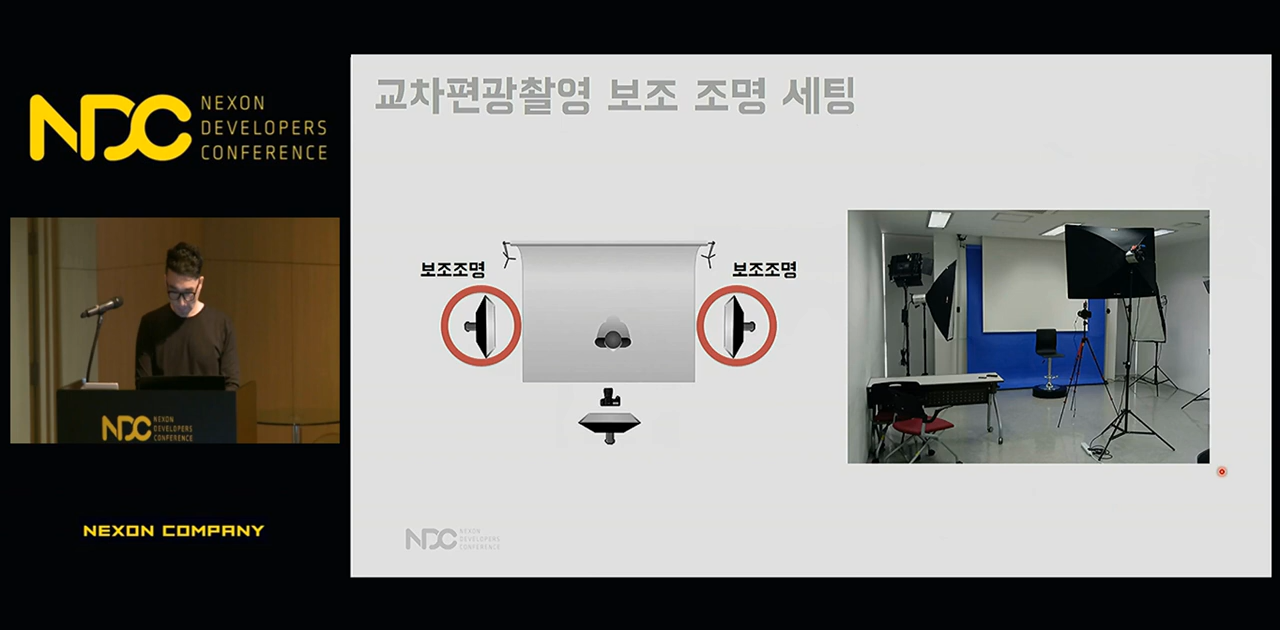 NDC NEXON
DEVELOPERS
CONFERENCE
교차편광촬영 보조 조명 세팅
보조조명
보조조명
NDC NEXON
DEVELOPERS
CONFERENCE
NEXON COMPANY
NDC NEXON
DEVELOPERS
CONFERENCE